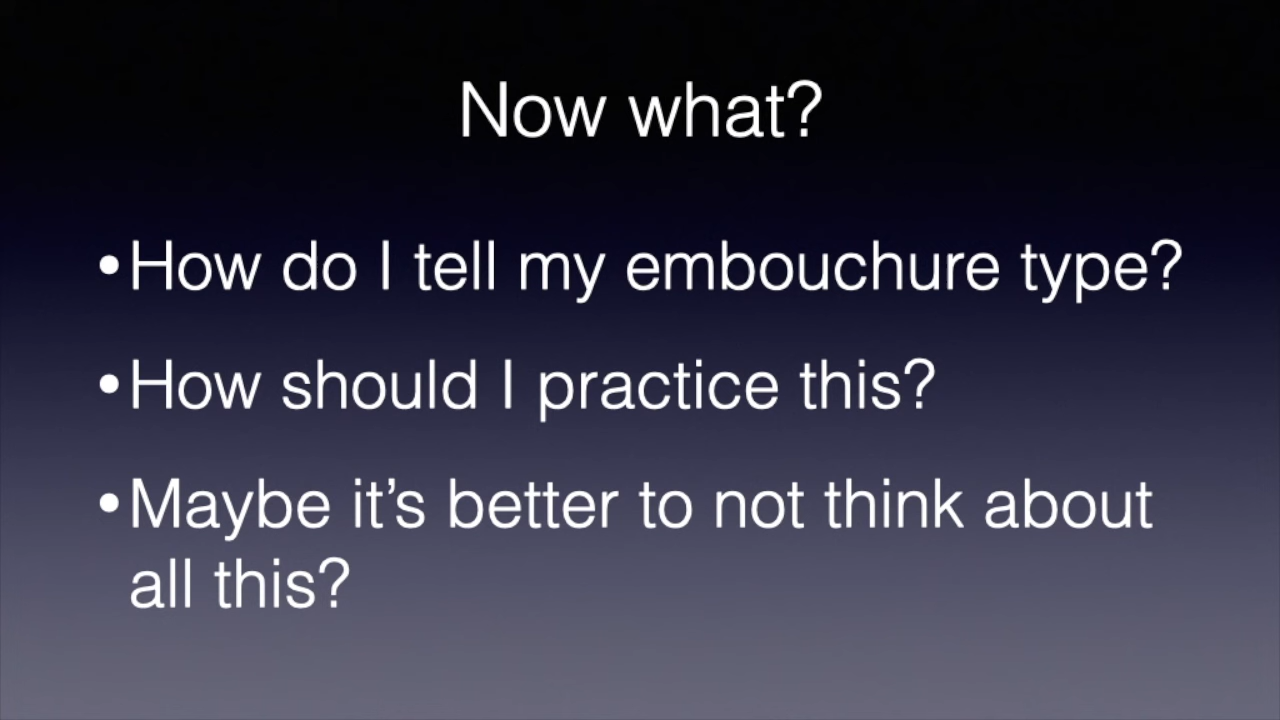 Now what?
•How do I tell my embouchure type?
•How should I practice this?
•Maybe it’s better to not think about
all this?